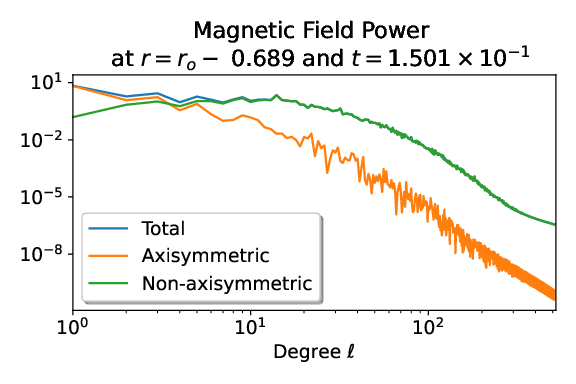 Magnetic Field Power
at r = r_o − 0.689 and t = 1.501 × 10^−1
10^1
10^−2
10^−5
10^−8
Total
Axisymmetric
Non-axisymmetric
10^0 10^1 10^2
Degree ℓ